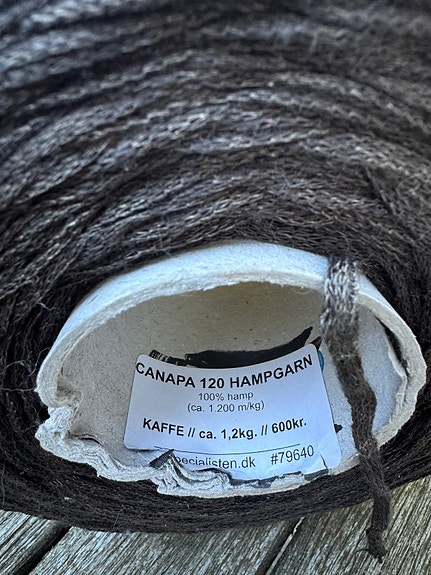 CANAPA 120 HAMPGARN
100% hamp
(ca. 1.200 m/kg)
KAFFE // ca. 1,2kg. // 600kr.
#79640